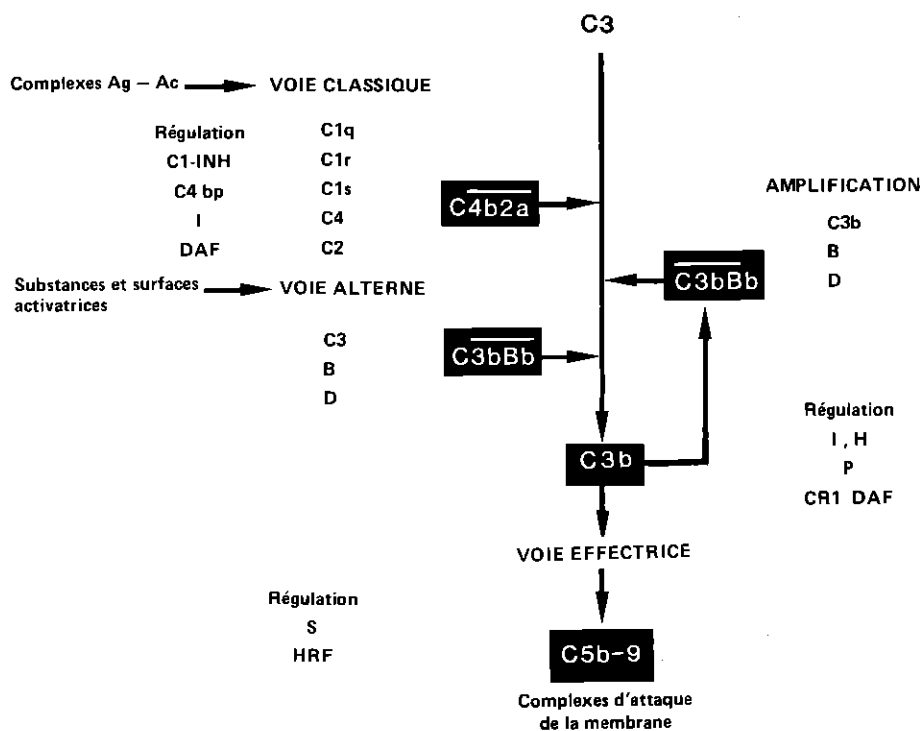 C3
Complexes Ag – Ac
VOIE CLASSIQUE
Régulation
C1-INH
C4 bp
I
DAF
C1q
C1r
C1s
C4
C2
C4b2a
AMPLIFICATION
C3b
B
D
C3bBb
Substances et surfaces
activatrices
VOIE ALTERNE
C3
B
D
C3bBb
C3b
Régulation
I , H
P
CR1 DAF
VOIE EFFECTRICE
Régulation
S
HRF
C5b-9
Complexes d'attaque
de la membrane